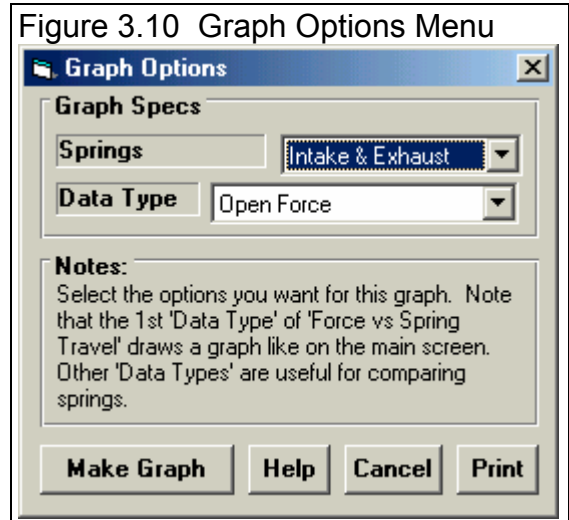 Figure 3.10  Graph Options Menu
Graph Options
Graph Specs
Springs
Intake & Exhaust
Data Type
Open Force
Notes:
Select the options you want for this graph.  Note
that the 1st 'Data Type' of 'Force vs Spring
Travel' draws a graph like on the main screen.
Other 'Data Types' are useful for comparing
springs.
Make Graph
Help
Cancel
Print